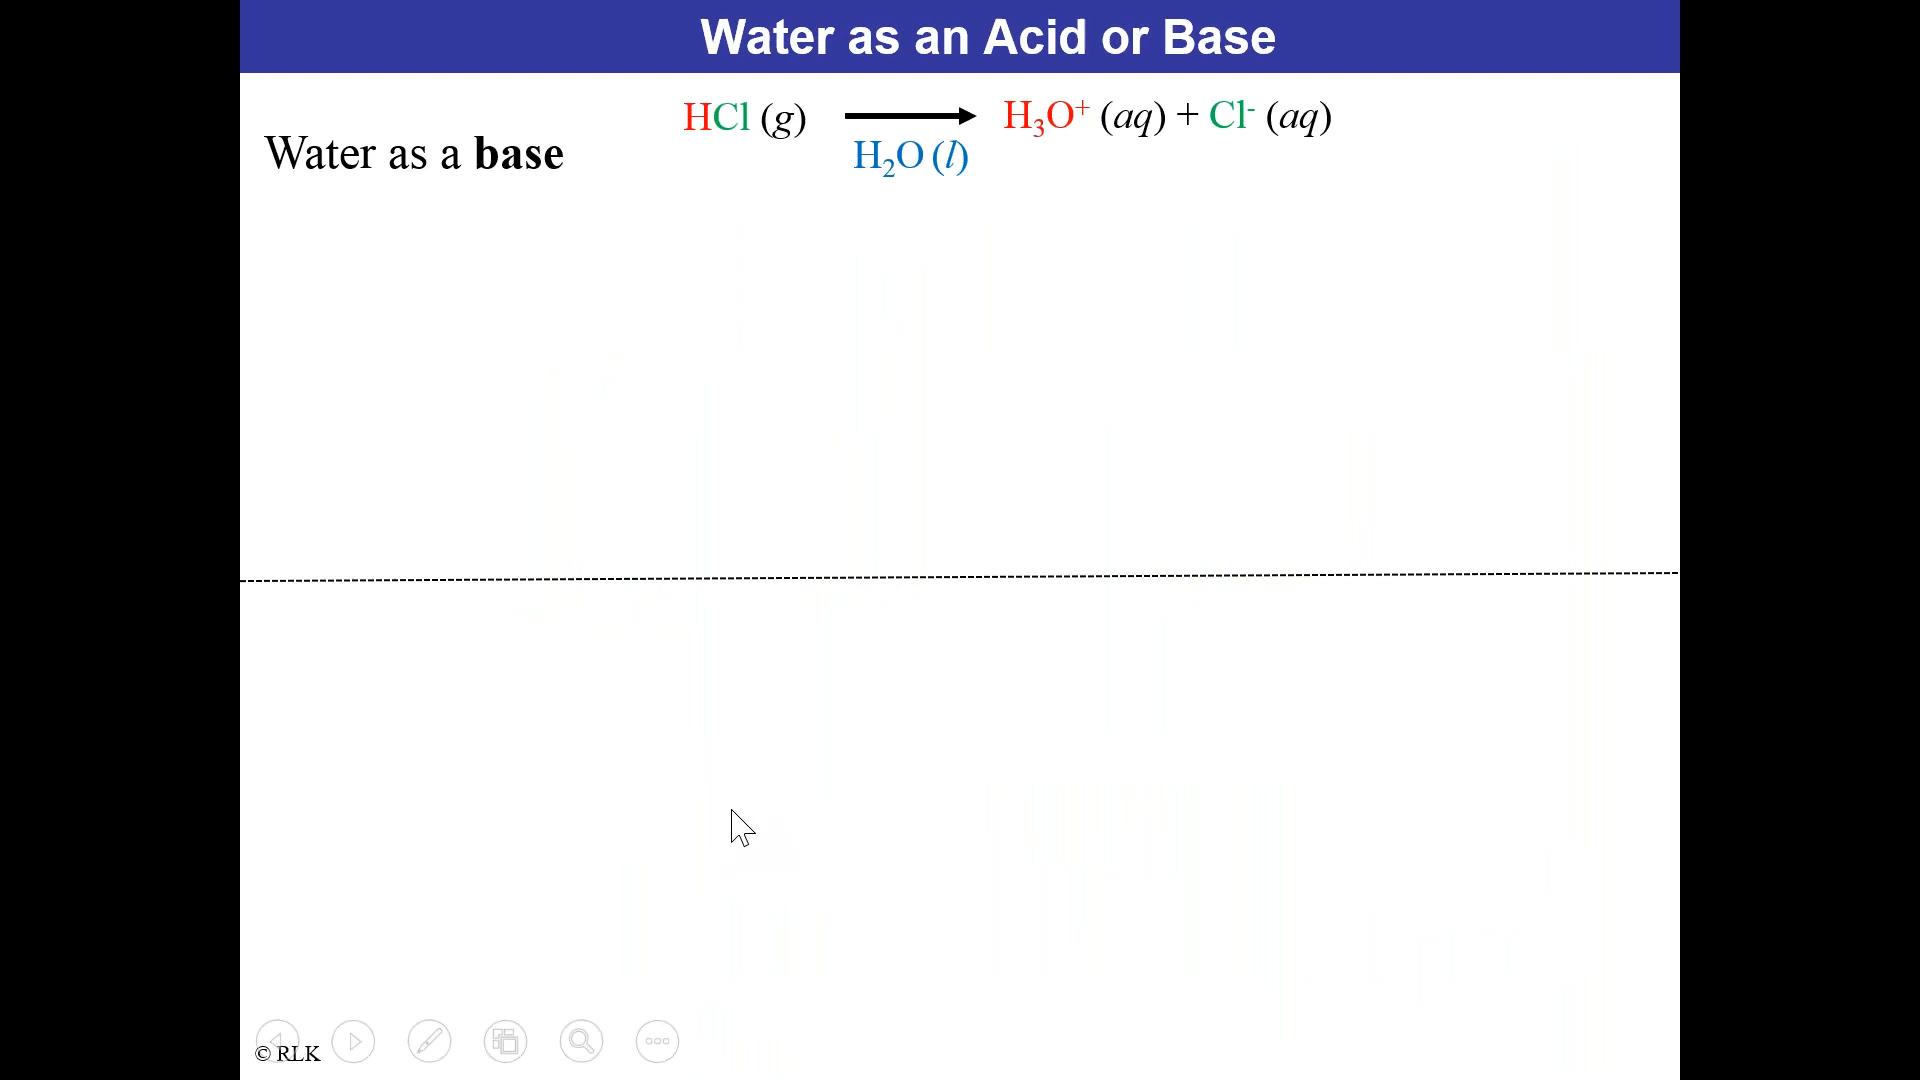 Water as an Acid or Base
HCl (g) → H₃O⁺ (aq) + Cl⁻ (aq)
H₂O (l)
Water as a base
© RLK